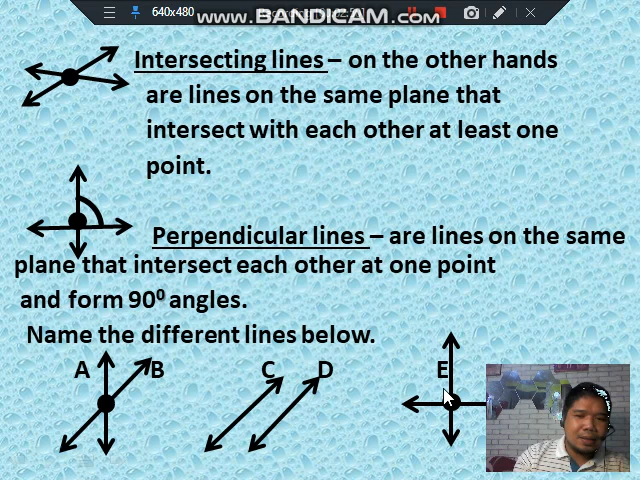 640x480
www.BANDICAM.com
Intersecting lines – on the other hands
are lines on the same plane that
intersect with each other at least one
point.
Perpendicular lines – are lines on the same
plane that intersect each other at one point
and form 90⁰ angles.
Name the different lines below.
A B C D E